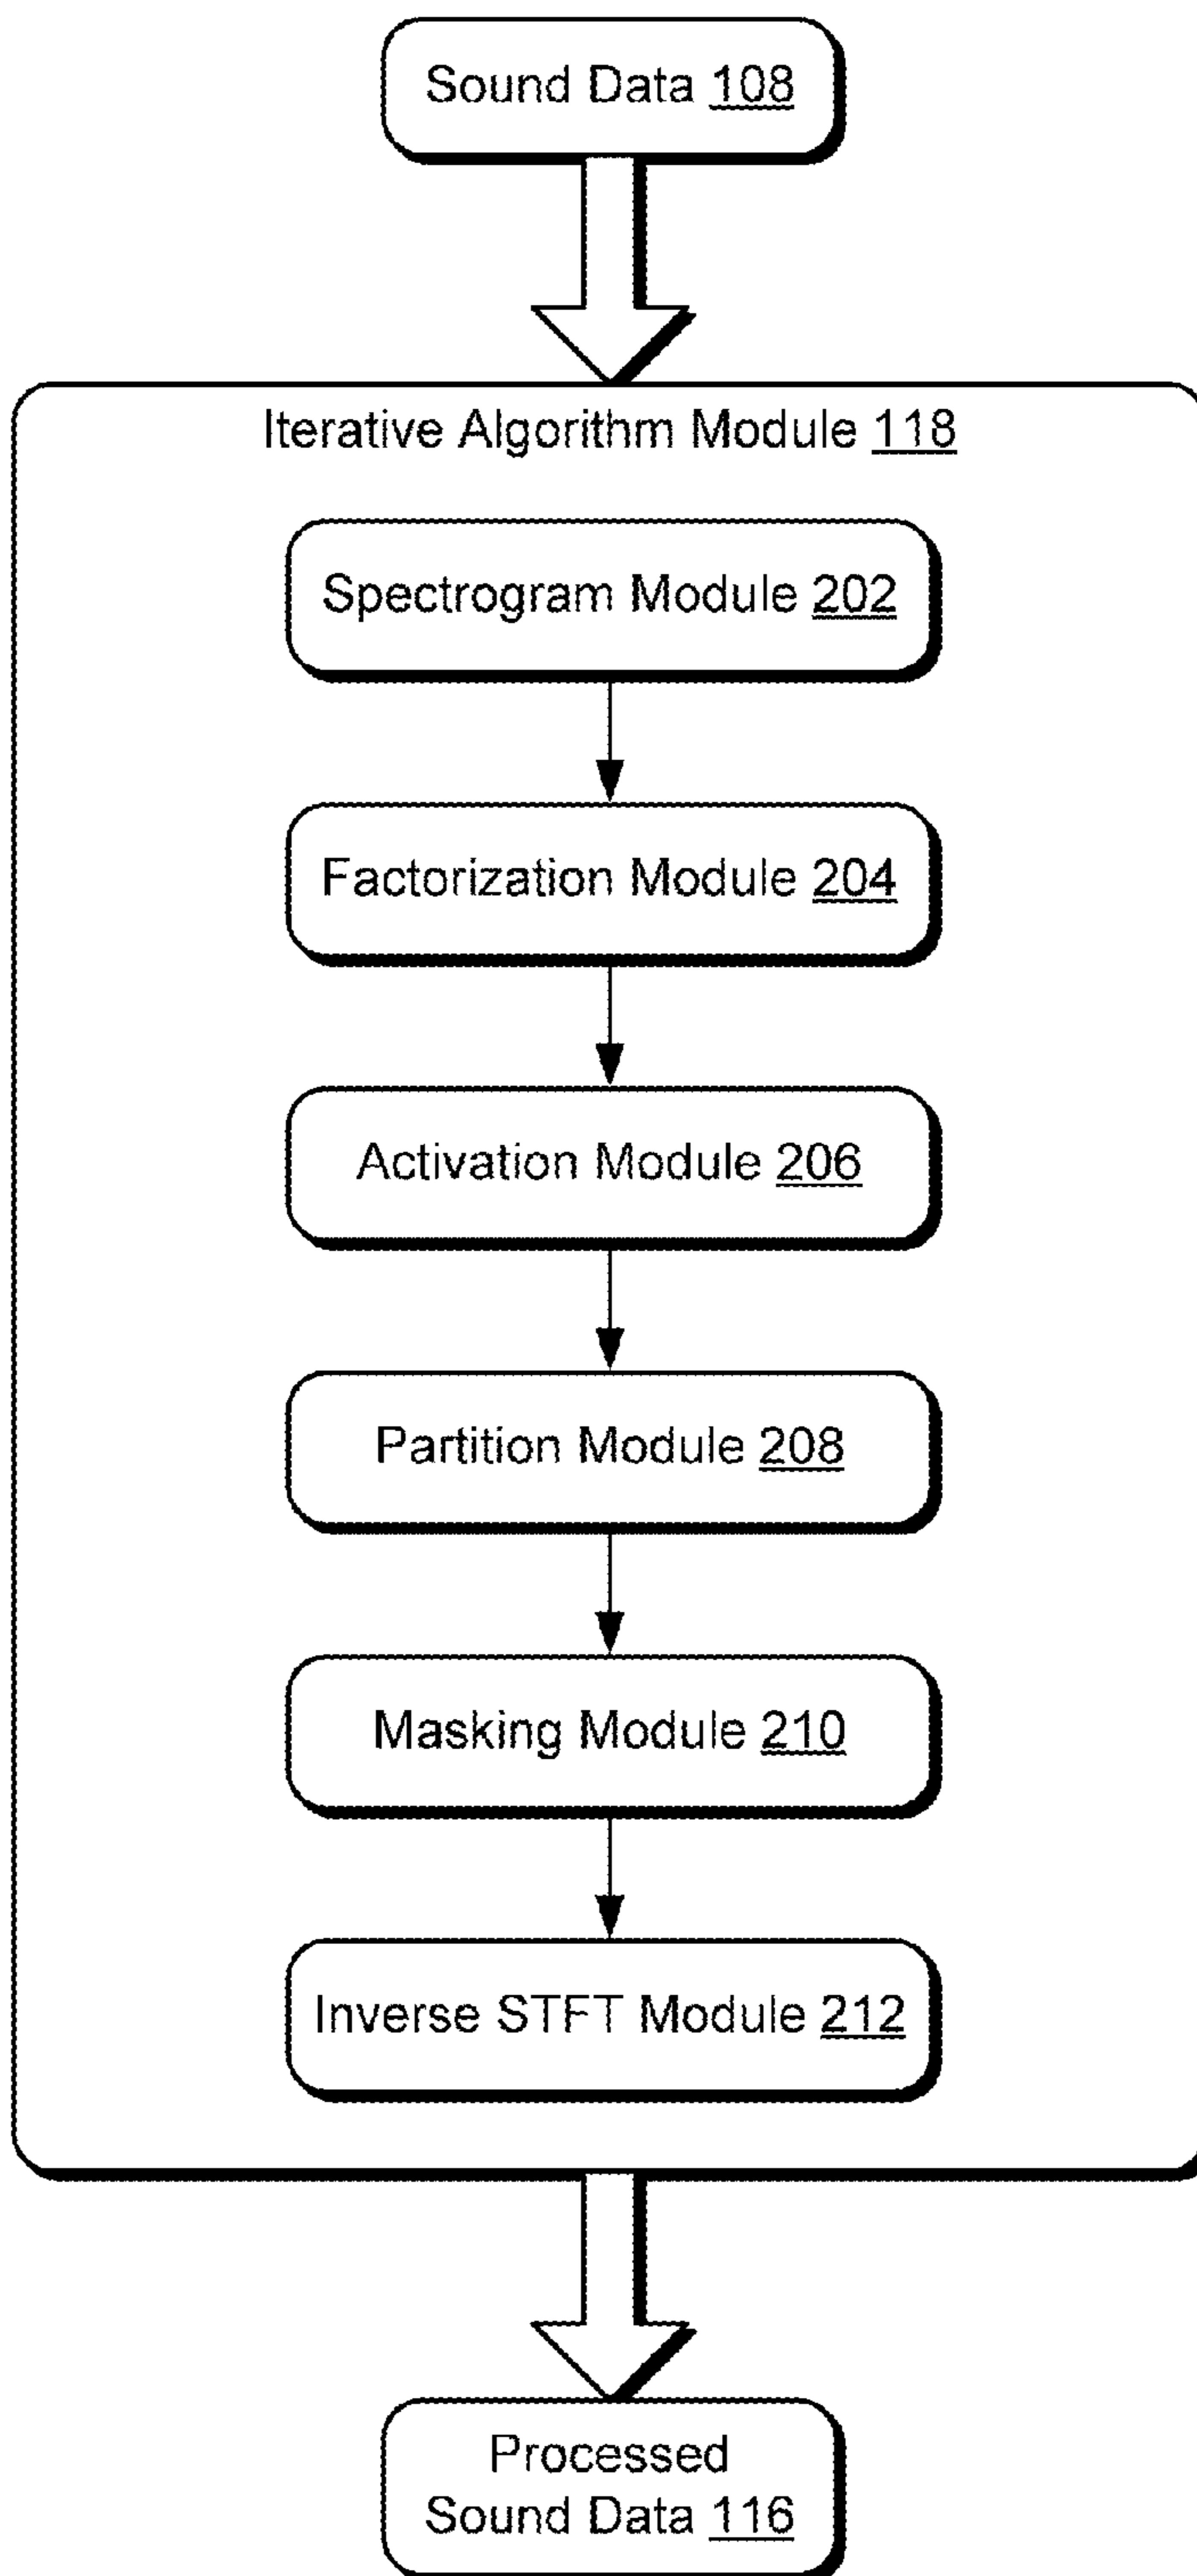 Sound Data 108
Iterative Algorithm Module 118
Spectrogram Module 202
Factorization Module 204
Activation Module 206
Partition Module 208
Masking Module 210
Inverse STFT Module 212
Processed
Sound Data 116